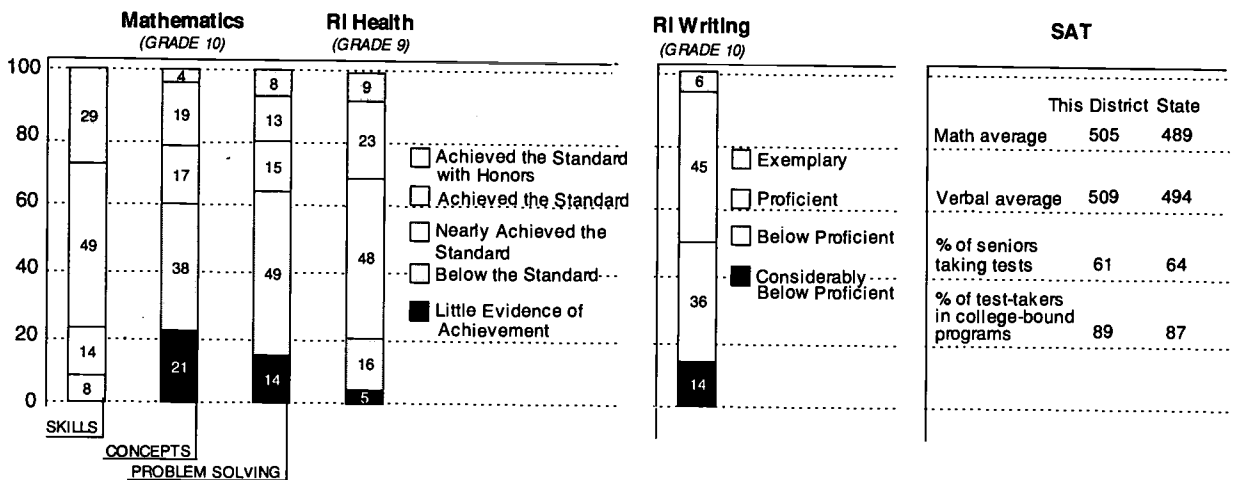 Mathematics
(GRADE 10)
RI Health
(GRADE 9)
100
80
60
40
20
0
29
49
14
8
4
19
17
38
21
8
13
15
49
14
9
23
48
16
5
SKILLS
CONCEPTS
PROBLEM SOLVING
Achieved the Standard
with Honors
Achieved the Standard
Nearly Achieved the
Standard
Below the Standard
Little Evidence of
Achievement
RI Writing
(GRADE 10)
6
45
36
14
Exemplary
Proficient
Below Proficient
Considerably
Below Proficient
SAT
This District State
Math average 505 489
Verbal average 509 494
% of seniors
taking tests 61 64
% of test-takers
in college-bound
programs 89 87